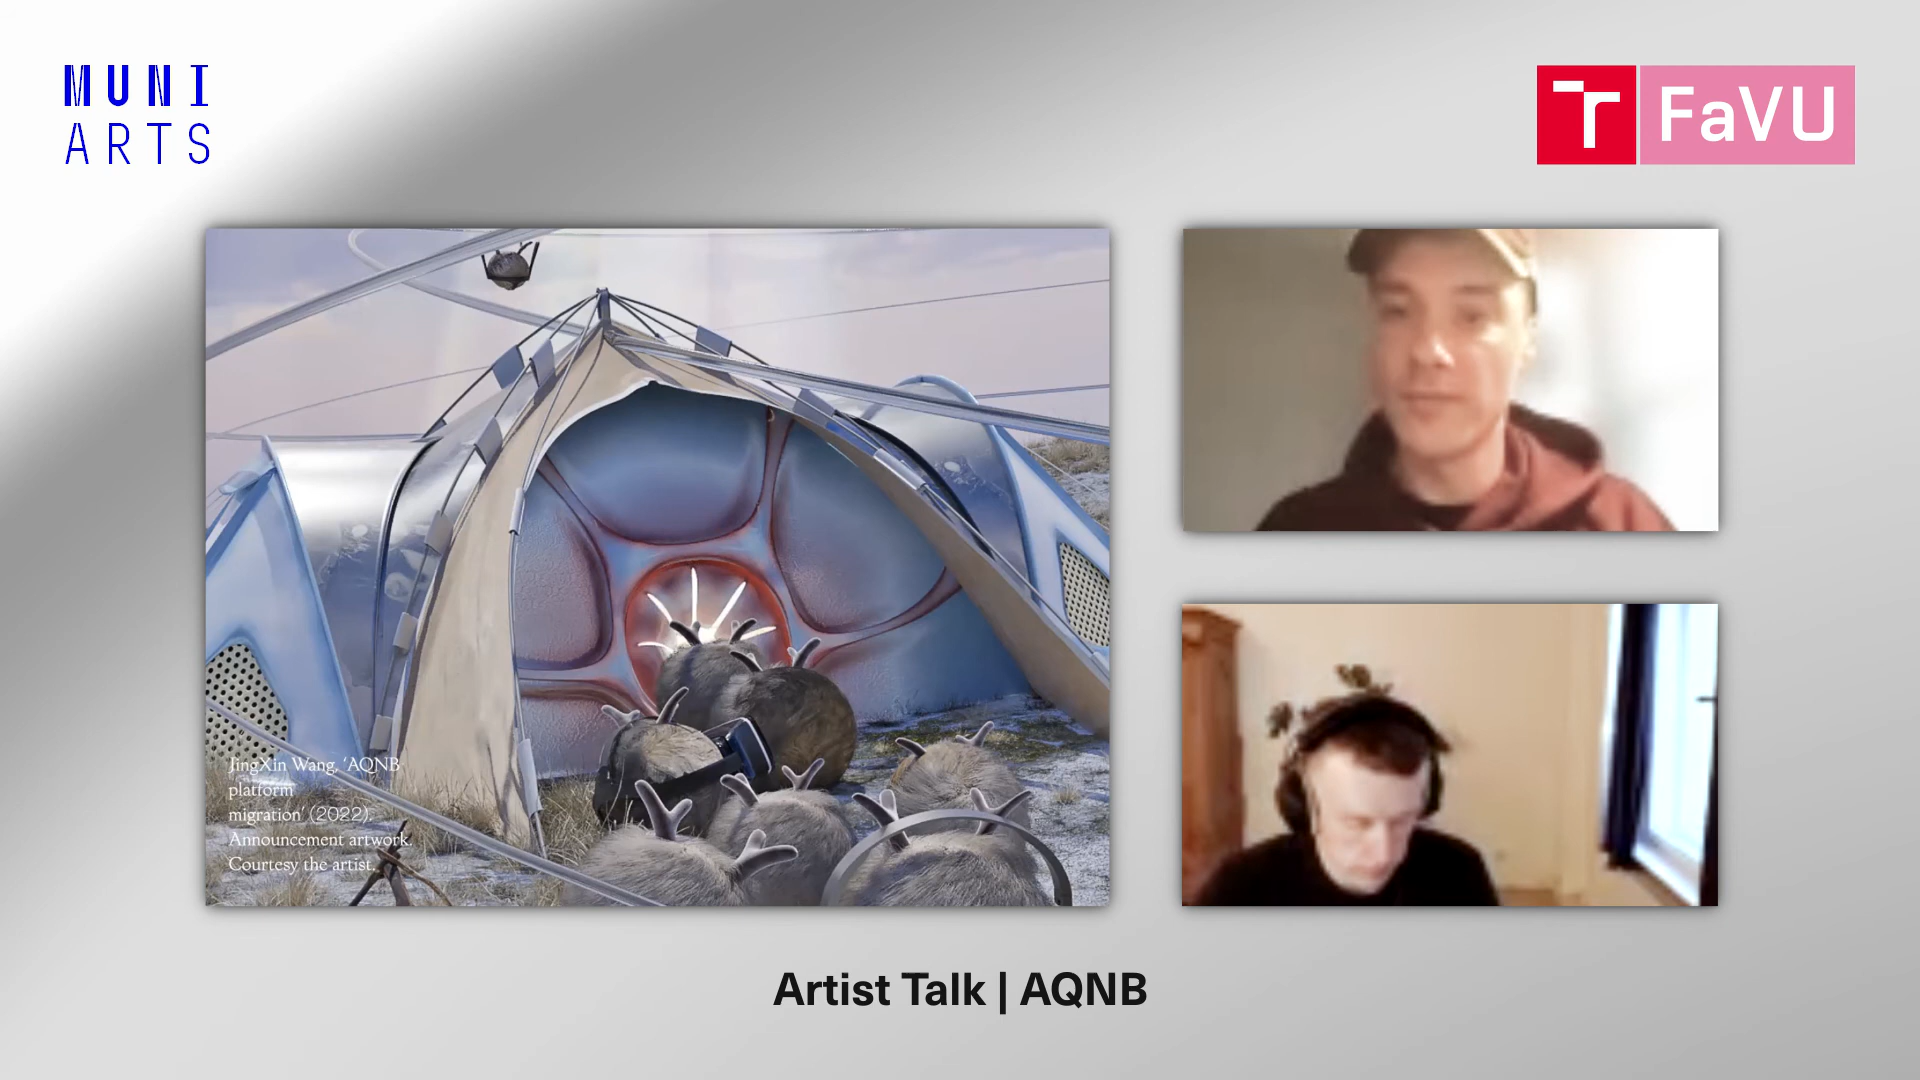 MUNI
ARTS
T FaVU
JingXin Wang, ‘AQNB
platform
migration’ (2022).
Announcement artwork.
Courtesy the artist.
Artist Talk | AQNB